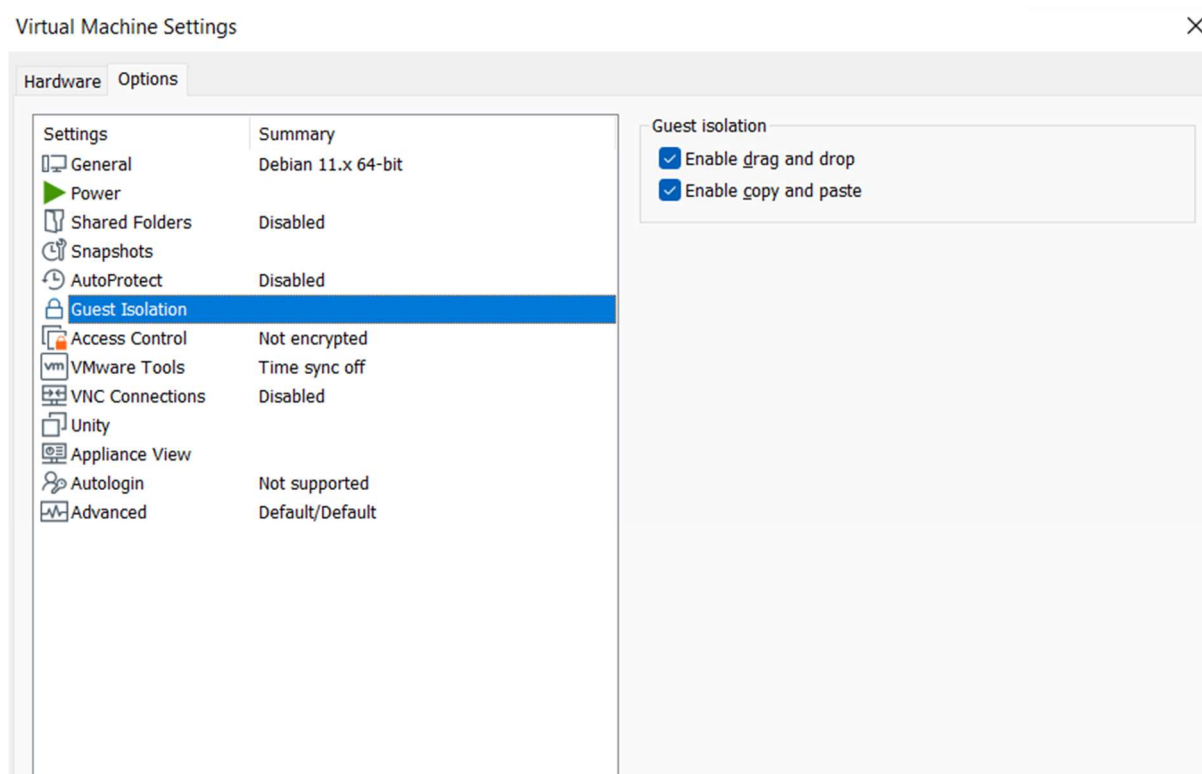 Virtual Machine Settings
Hardware Options
Settings Summary
General Debian 11.x 64-bit
Power
Shared Folders Disabled
Snapshots
AutoProtect Disabled
Guest Isolation
Access Control Not encrypted
vm VMware Tools Time sync off
VNC Connections Disabled
Unity
Appliance View
Autologin Not supported
Advanced Default/Default
Guest isolation
Enable drag and drop
Enable copy and paste